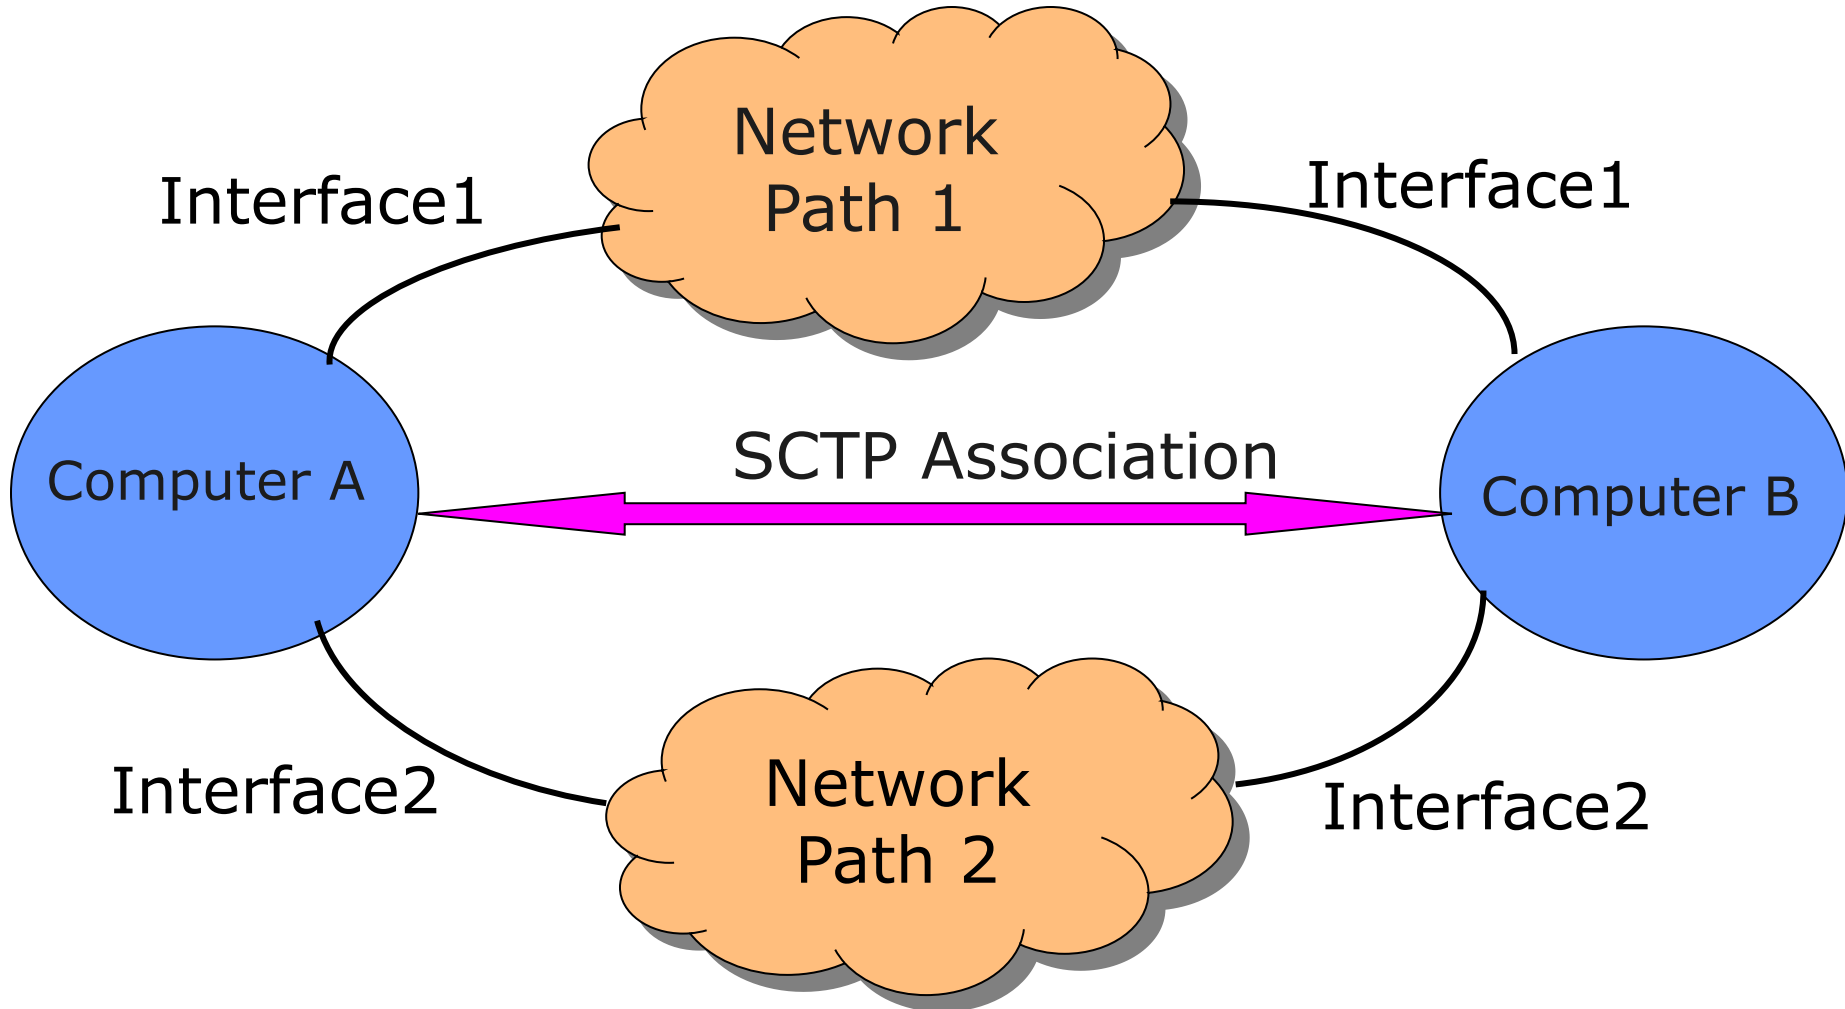 Network
Path 1
Interface1
Interface1
SCTP Association
Computer A
Computer B
Interface2
Network
Path 2
Interface2